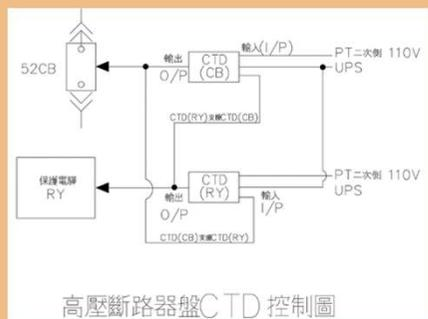 52CB
輸出
O/P
CTD
(CB)
輸入(I/P)
PT二次側 110V
UPS
CTD(RY)支援CTD(CB)
保護電驛
RY
輸出
O/P
CTD
(RY)
輸入
I/P
PT二次側 110V
UPS
CTD(CB)支援CTD(RY)
高壓斷路器盤CTD控制圖